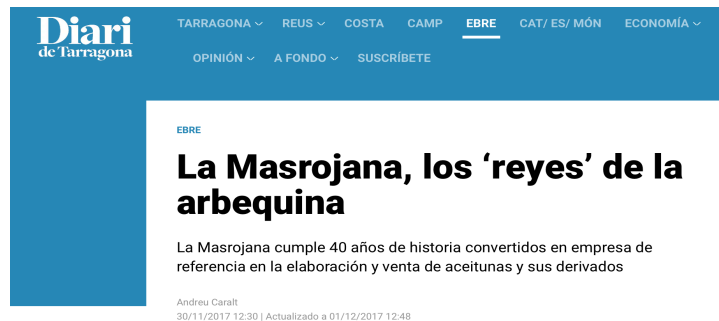 Diari
de Tarragona
TARRAGONA REUS COSTA CAMP EBRE CAT/ ES/ MÓN ECONOMÍA
OPINIÓN A FONDO SUSCRÍBETE
EBRE
La Masrojana, los ‘reyes’ de la
arbequina
La Masrojana cumple 40 años de historia convertidos en empresa de
referencia en la elaboración y venta de aceitunas y sus derivados
Andreu Caralt
30/11/2017 12:30 | Actualizado a 01/12/2017 12:48